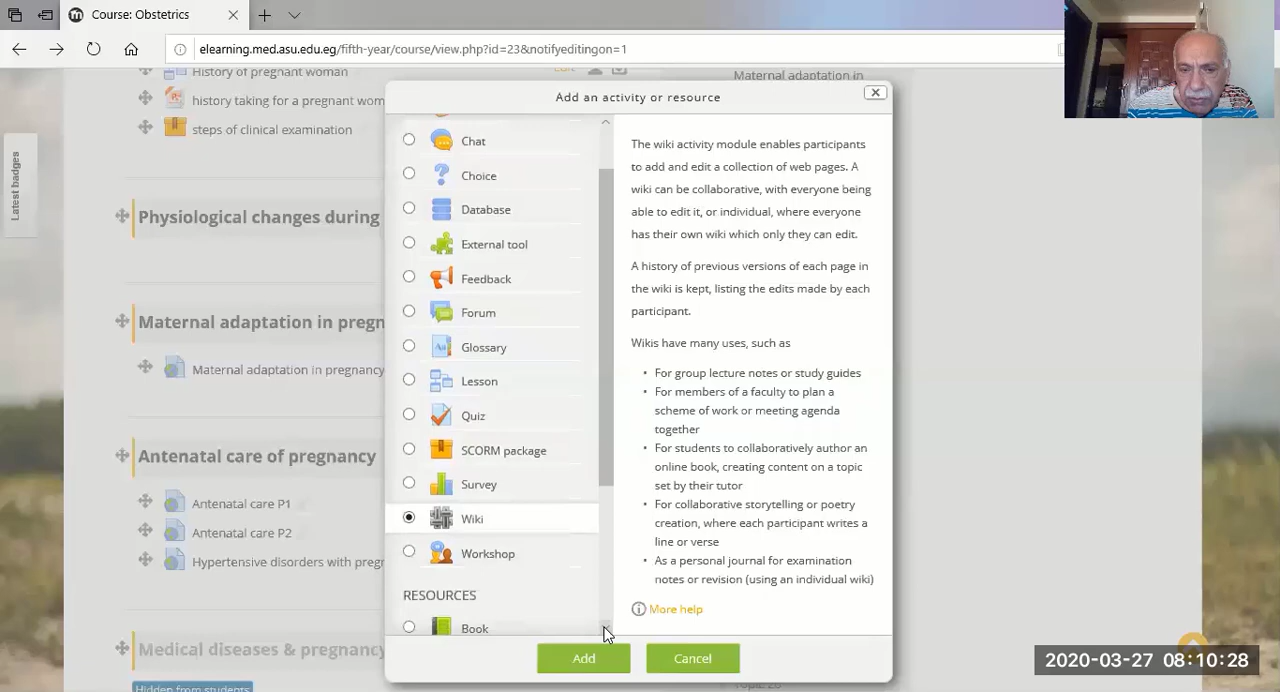 Course: Obstetrics
elearning.med.asu.edu.eg/fifth-year/course/view.php?id=23&notifyeditingon=1
History of pregnant woman
Edit
Maternal adaptation in
history taking for a pregnant wom
steps of clinical examination
Latest badges
Physiological changes during
Maternal adaptation in pregn
Maternal adaptation in pregnancy
Antenatal care of pregnancy
Antenatal care P1
Antenatal care P2
Hypertensive disorders with preg
Medical diseases & pregnan
Hidden from students
Add an activity or resource
Chat
Choice
Database
External tool
Feedback
Forum
Glossary
Lesson
Quiz
SCORM package
Survey
Wiki
Workshop
RESOURCES
Book
The wiki activity module enables participants
to add and edit a collection of web pages. A
wiki can be collaborative, with everyone being
able to edit it, or individual, where everyone
has their own wiki which only they can edit.
A history of previous versions of each page in
the wiki is kept, listing the edits made by each
participant.
Wikis have many uses, such as
• For group lecture notes or study guides
• For members of a faculty to plan a
scheme of work or meeting agenda
together
• For students to collaboratively author an
online book, creating content on a topic
set by their tutor
• For collaborative storytelling or poetry
creation, where each participant writes a
line or verse
• As a personal journal for examination
notes or revision (using an individual wiki)
More help
Add
Cancel
2020-03-27 08:10:28